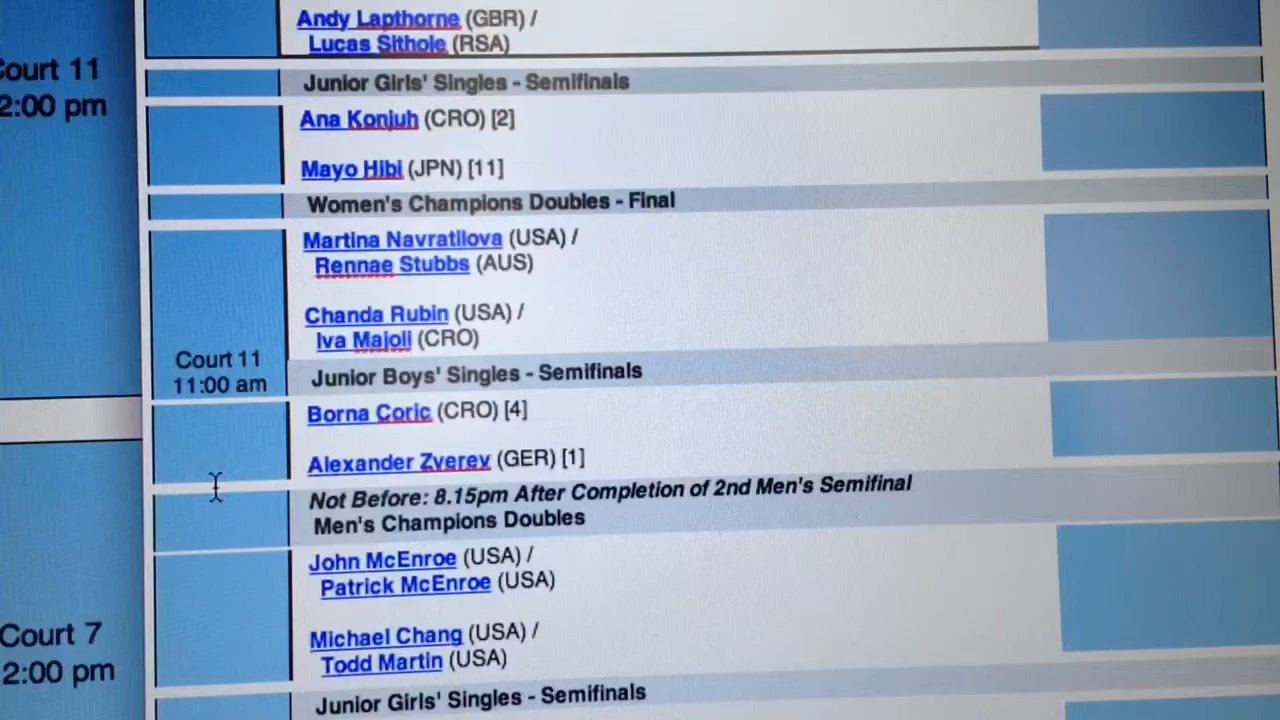 Andy Lapthorne (GBR) /
Lucas Sithole (RSA)
Court 11
2:00 pm
Junior Girls' Singles - Semifinals
Ana Konjuh (CRO) [2]
Mayo Hibi (JPN) [11]
Women's Champions Doubles - Final
Martina Navratilova (USA) /
Rennae Stubbs (AUS)
Chanda Rubin (USA) /
Iva Majoli (CRO)
Court 11
11:00 am
Junior Boys' Singles - Semifinals
Borna Coric (CRO) [4]
Alexander Zverev (GER) [1]
Not Before: 8.15pm After Completion of 2nd Men's Semifinal
Men's Champions Doubles
John McEnroe (USA) /
Patrick McEnroe (USA)
Court 7
2:00 pm
Michael Chang (USA) /
Todd Martin (USA)
Junior Girls' Singles - Semifinals